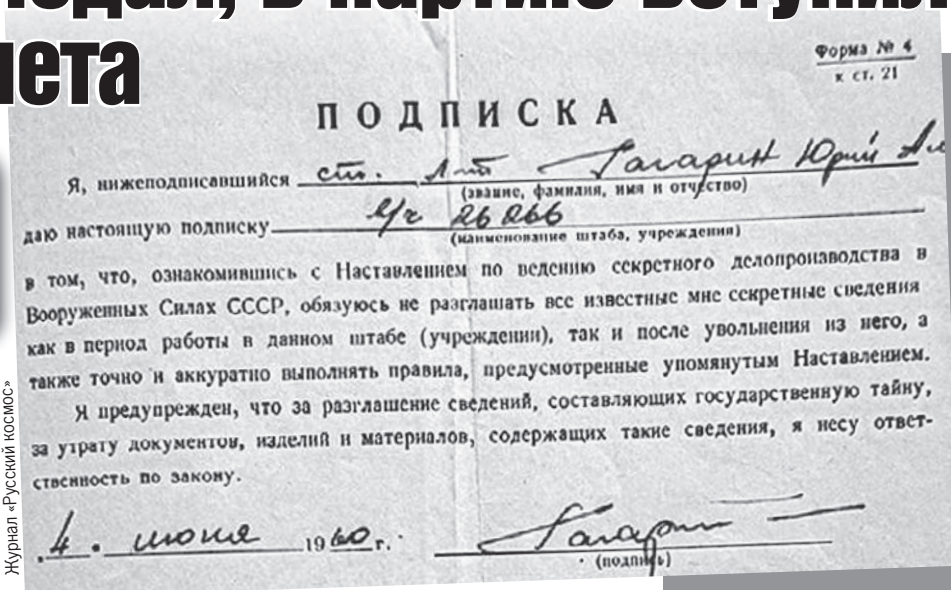 в партию вступил
лета
Форма № 4
к ст. 21
ПОДПИСКА
Я, нижеподписавшийся ст. л-т Гагарин Юрий Ал
(звание, фамилия, имя и отчество)
даю настоящую подписку в/ч 26266
(наименование штаба, учреждения)
в том, что, ознакомившись с Наставлением по ведению секретного делопроизводства в
Вооруженных Силах СССР, обязуюсь не разглашать все известные мне секретные сведения
как в период работы в данном штабе (учреждении), так и после увольнения из него, а
также точно и аккуратно выполнять правила, предусмотренные упомянутым Наставлением.
Я предупрежден, что за разглашение сведений, составляющих государственную тайну,
за утрату документов, изделий и материалов, содержащих такие сведения, я несу ответ-
ственность по закону.
4. июня 1960 г. Гагарин
(подпись)
Журнал «Русский космос»